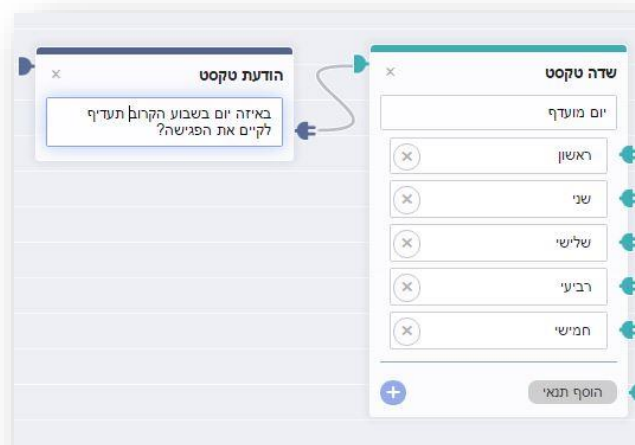 הודעת טקסט
באיזה יום בשבוע הקרוב תעדיף
לקיים את הפגישה?
שדה טקסט
יום מועדף
ראשון
שני
שלישי
רביעי
חמישי
הוסף תנאי